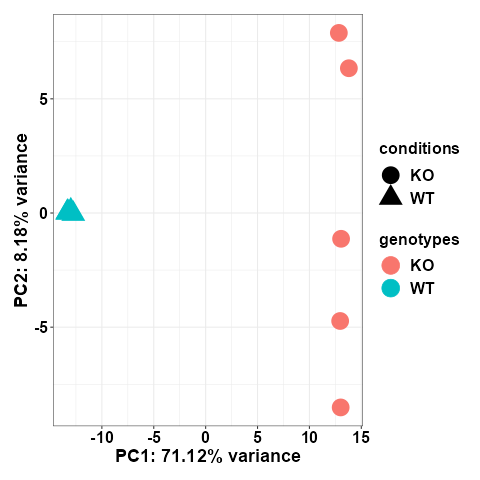 5
0
-5
PC2: 8.18% variance
-10
-5
0
5
10
15
PC1: 71.12% variance
conditions
KO
WT
genotypes
KO
WT